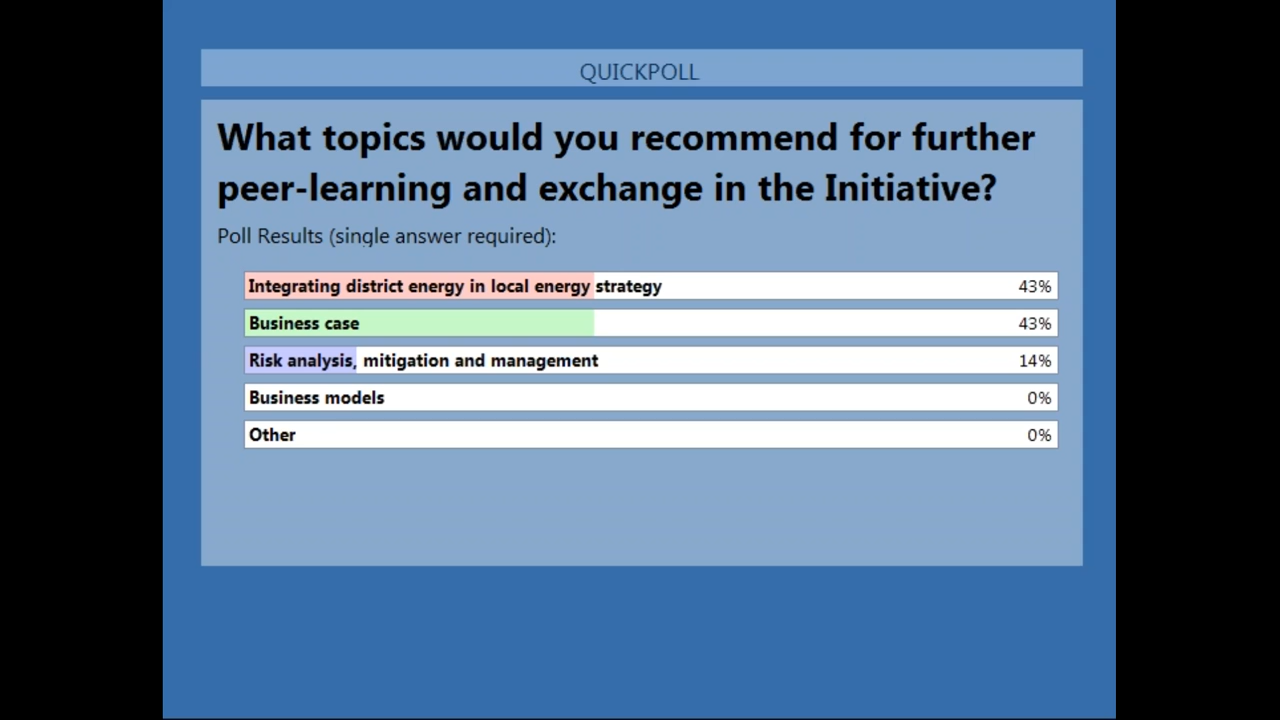 QUICKPOLL
What topics would you recommend for further
peer-learning and exchange in the Initiative?
Poll Results (single answer required):
Integrating district energy in local energy strategy 43%
Business case 43%
Risk analysis, mitigation and management 14%
Business models 0%
Other 0%